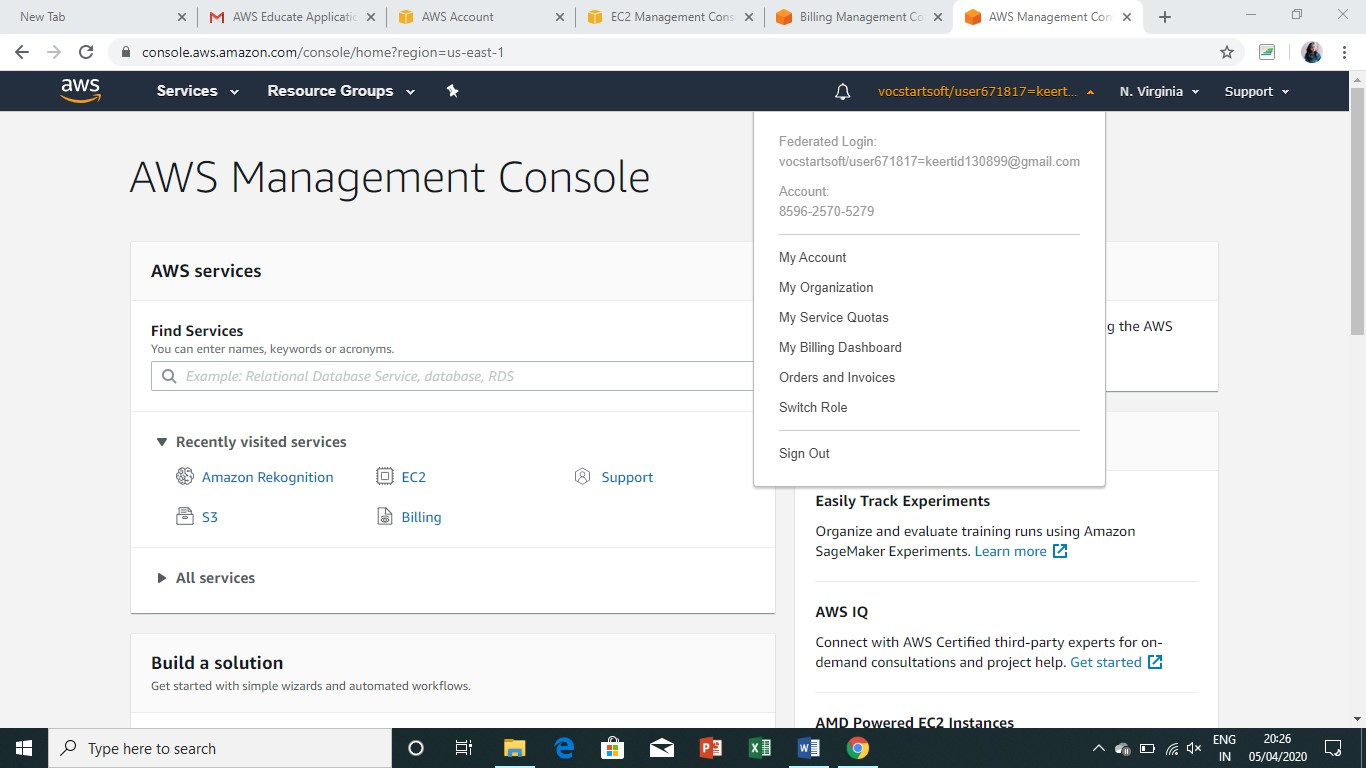 New Tab
AWS Educate Applicatio
AWS Account
EC2 Management Cons
Billing Management Co
AWS Management Con
console.aws.amazon.com/console/home?region=us-east-1
aws
Services
Resource Groups
vocstartsoft/user671817=keert...
N. Virginia
Support
Federated Login:
vocstartsoft/user671817=keertid130899@gmail.com
Account:
8596-2570-5279
My Account
My Organization
My Service Quotas
My Billing Dashboard
Orders and Invoices
Switch Role
Sign Out
AWS Management Console
AWS services
Find Services
You can enter names, keywords or acronyms.
Example: Relational Database Service, database, RDS
Recently visited services
Amazon Rekognition
EC2
Support
S3
Billing
All services
Build a solution
Get started with simple wizards and automated workflows.
g the AWS
Easily Track Experiments
Organize and evaluate training runs using Amazon
SageMaker Experiments. Learn more
AWS IQ
Connect with AWS Certified third-party experts for on-
demand consultations and project help. Get started
AMD Powered EC2 Instances
Type here to search
ENG
IN
20:26
05/04/2020